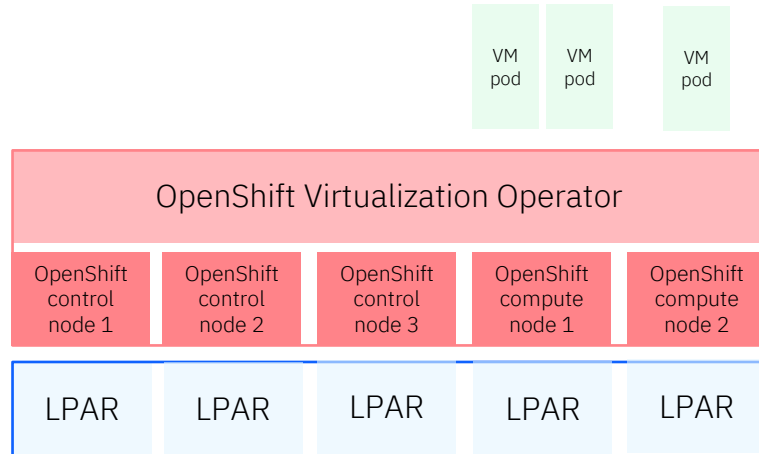 VM
pod
VM
pod
VM
pod
OpenShift Virtualization Operator
OpenShift
control
node 1
OpenShift
control
node 2
OpenShift
control
node 3
OpenShift
compute
node 1
OpenShift
compute
node 2
LPAR
LPAR
LPAR
LPAR
LPAR